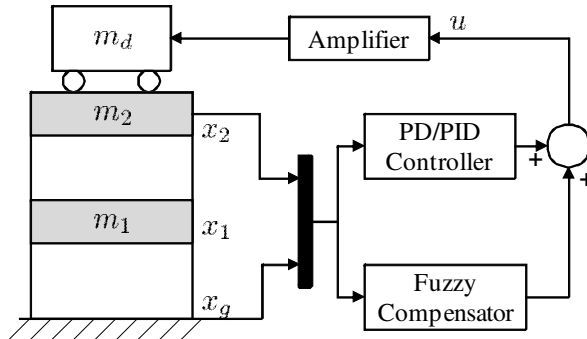 m_d
Amplifier
u
m_2
x_2
PD/PID
Controller
+
+
m_1
x_1
Fuzzy
Compensator
x_g